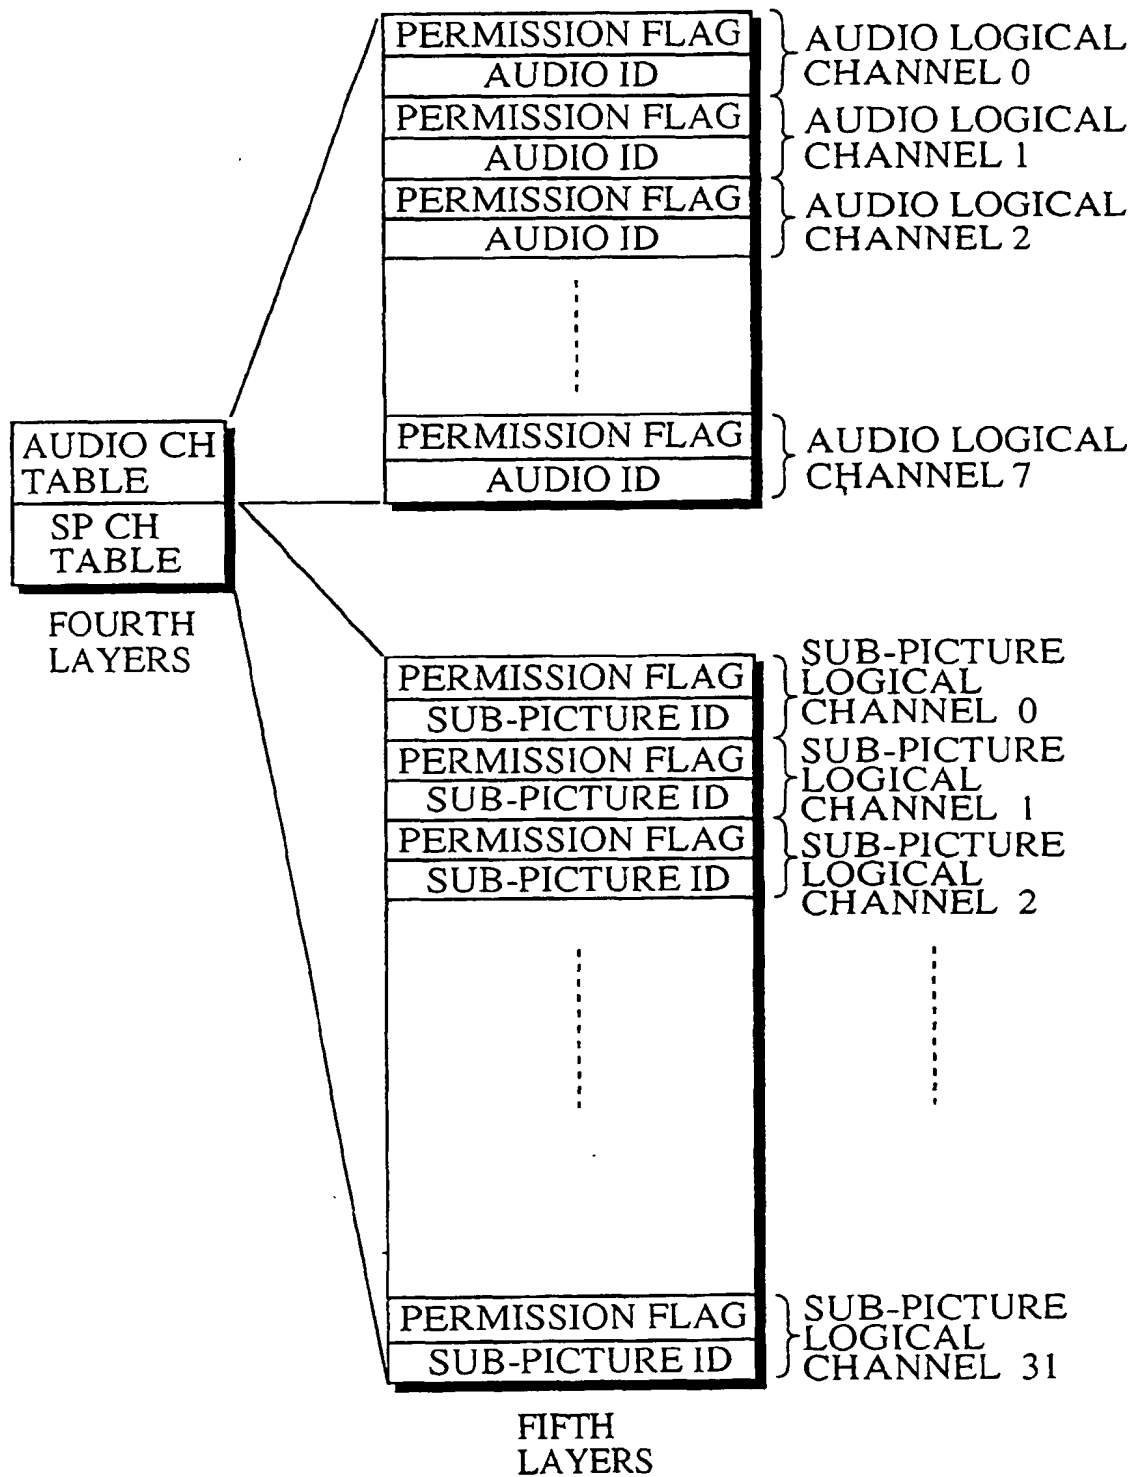 PERMISSION FLAG
AUDIO ID
AUDIO LOGICAL
CHANNEL 0
PERMISSION FLAG
AUDIO ID
AUDIO LOGICAL
CHANNEL 1
PERMISSION FLAG
AUDIO ID
AUDIO LOGICAL
CHANNEL 2
PERMISSION FLAG
AUDIO ID
AUDIO LOGICAL
CHANNEL 7
AUDIO CH
TABLE
SP CH
TABLE
FOURTH
LAYERS
PERMISSION FLAG
SUB-PICTURE ID
SUB-PICTURE
LOGICAL
CHANNEL 0
PERMISSION FLAG
SUB-PICTURE ID
SUB-PICTURE
LOGICAL
CHANNEL 1
PERMISSION FLAG
SUB-PICTURE ID
SUB-PICTURE
LOGICAL
CHANNEL 2
PERMISSION FLAG
SUB-PICTURE ID
SUB-PICTURE
LOGICAL
CHANNEL 31
FIFTH
LAYERS